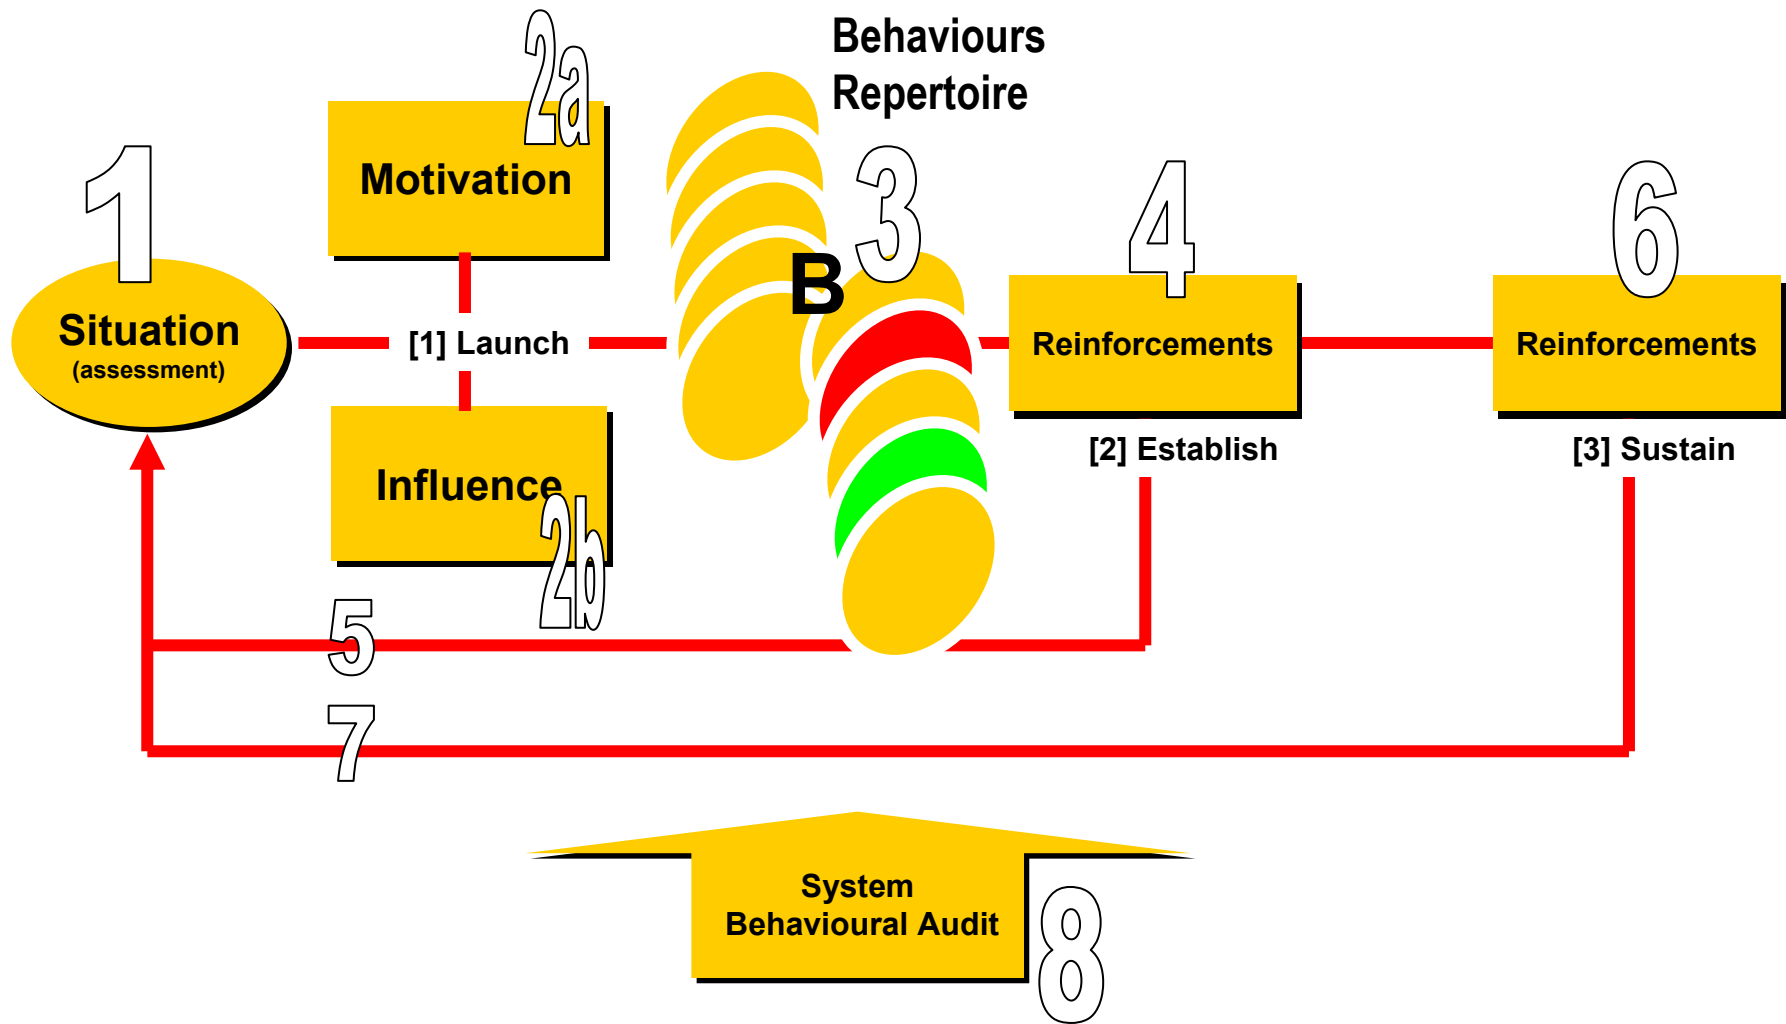 Behaviours
Repertoire
1
2a
Motivation
3
B
4
6
Situation
(assessment)
[1] Launch
Reinforcements
Reinforcements
[2] Establish
[3] Sustain
Influence
2b
5
7
System
Behavioural Audit
8